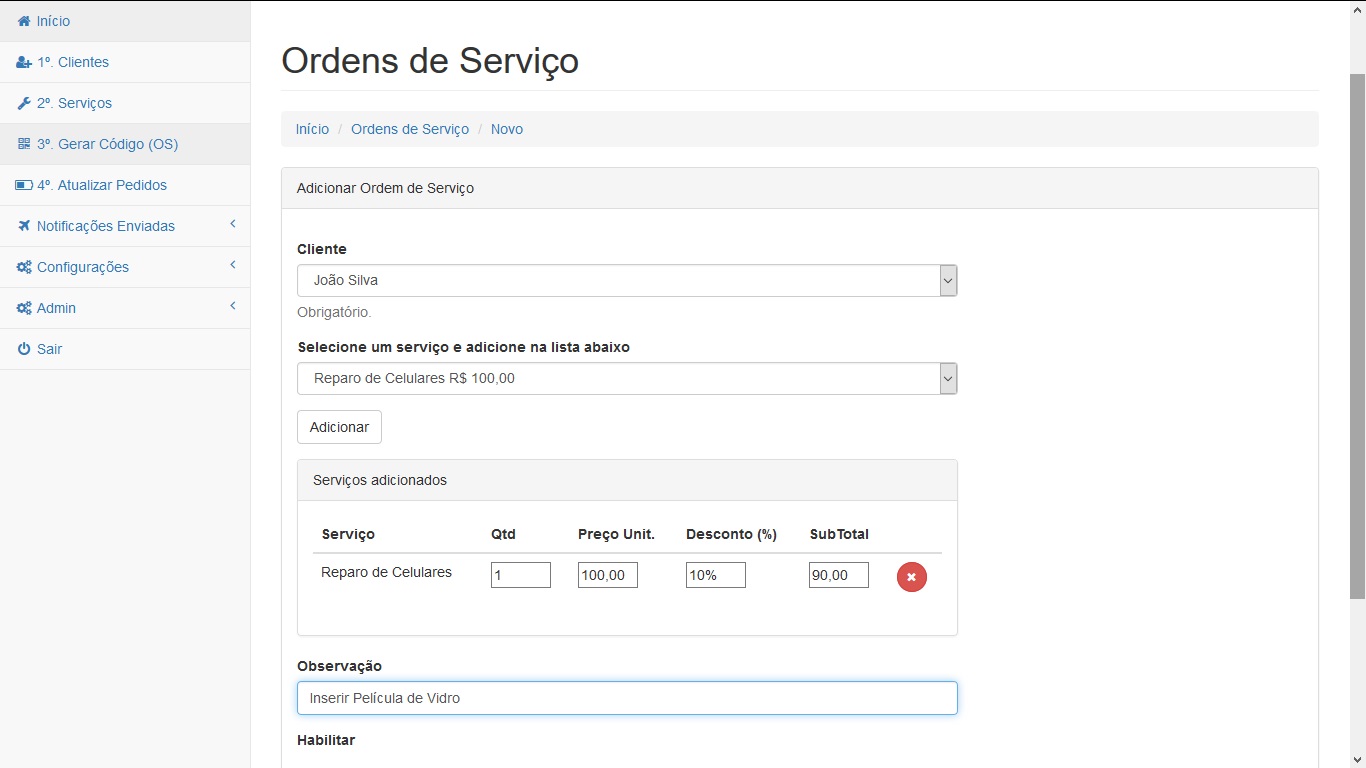 Início
1º. Clientes
2º. Serviços
3º. Gerar Código (OS)
4º. Atualizar Pedidos
Notificações Enviadas
Configurações
Admin
Sair
Ordens de Serviço
Início / Ordens de Serviço / Novo
Adicionar Ordem de Serviço
Cliente
João Silva
Obrigatório.
Selecione um serviço e adicione na lista abaixo
Reparo de Celulares R$ 100,00
Adicionar
Serviços adicionados
Serviço Qtd Preço Unit. Desconto (%) SubTotal
Reparo de Celulares 1 100,00 10% 90,00
Observação
Inserir Película de Vidro
Habilitar